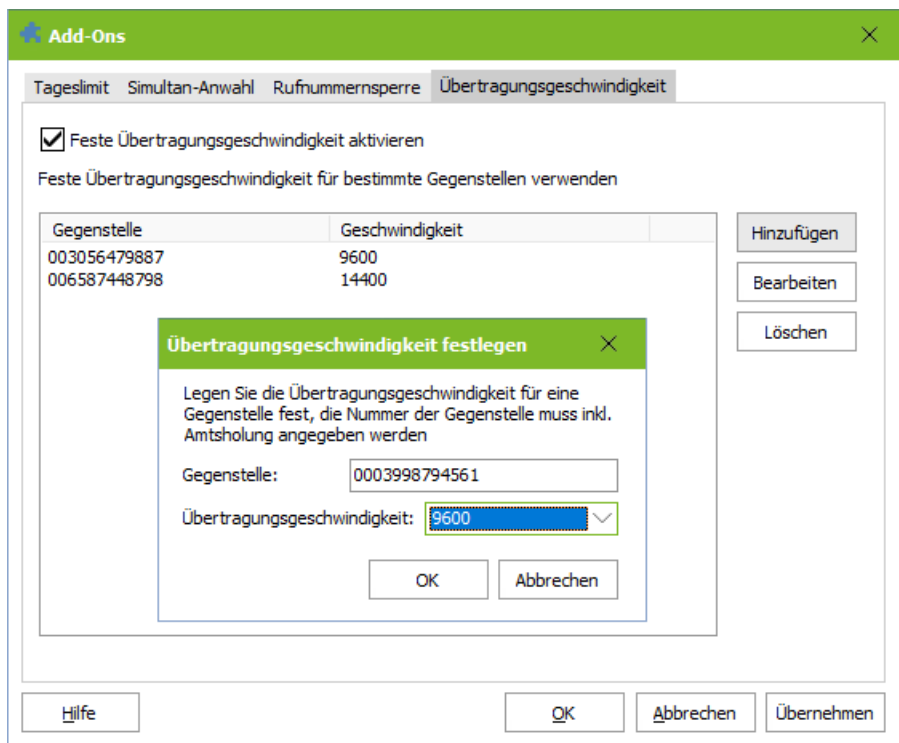 Add-Ons
Tageslimit Simultan-Anwahl Rufnummernsperre Übertragungsgeschwindigkeit
Feste Übertragungsgeschwindigkeit aktivieren
Feste Übertragungsgeschwindigkeit für bestimmte Gegenstellen verwenden
Gegenstelle Geschwindigkeit
003056479887 9600
006587448798 14400
Hinzufügen
Bearbeiten
Löschen
Übertragungsgeschwindigkeit festlegen
Legen Sie die Übertragungsgeschwindigkeit für eine
Gegenstelle fest, die Nummer der Gegenstelle muss inkl.
Amtsholung angegeben werden
Gegenstelle: 0003998794561
Übertragungsgeschwindigkeit: 9600
OK Abbrechen
Hilfe OK Abbrechen Übernehmen